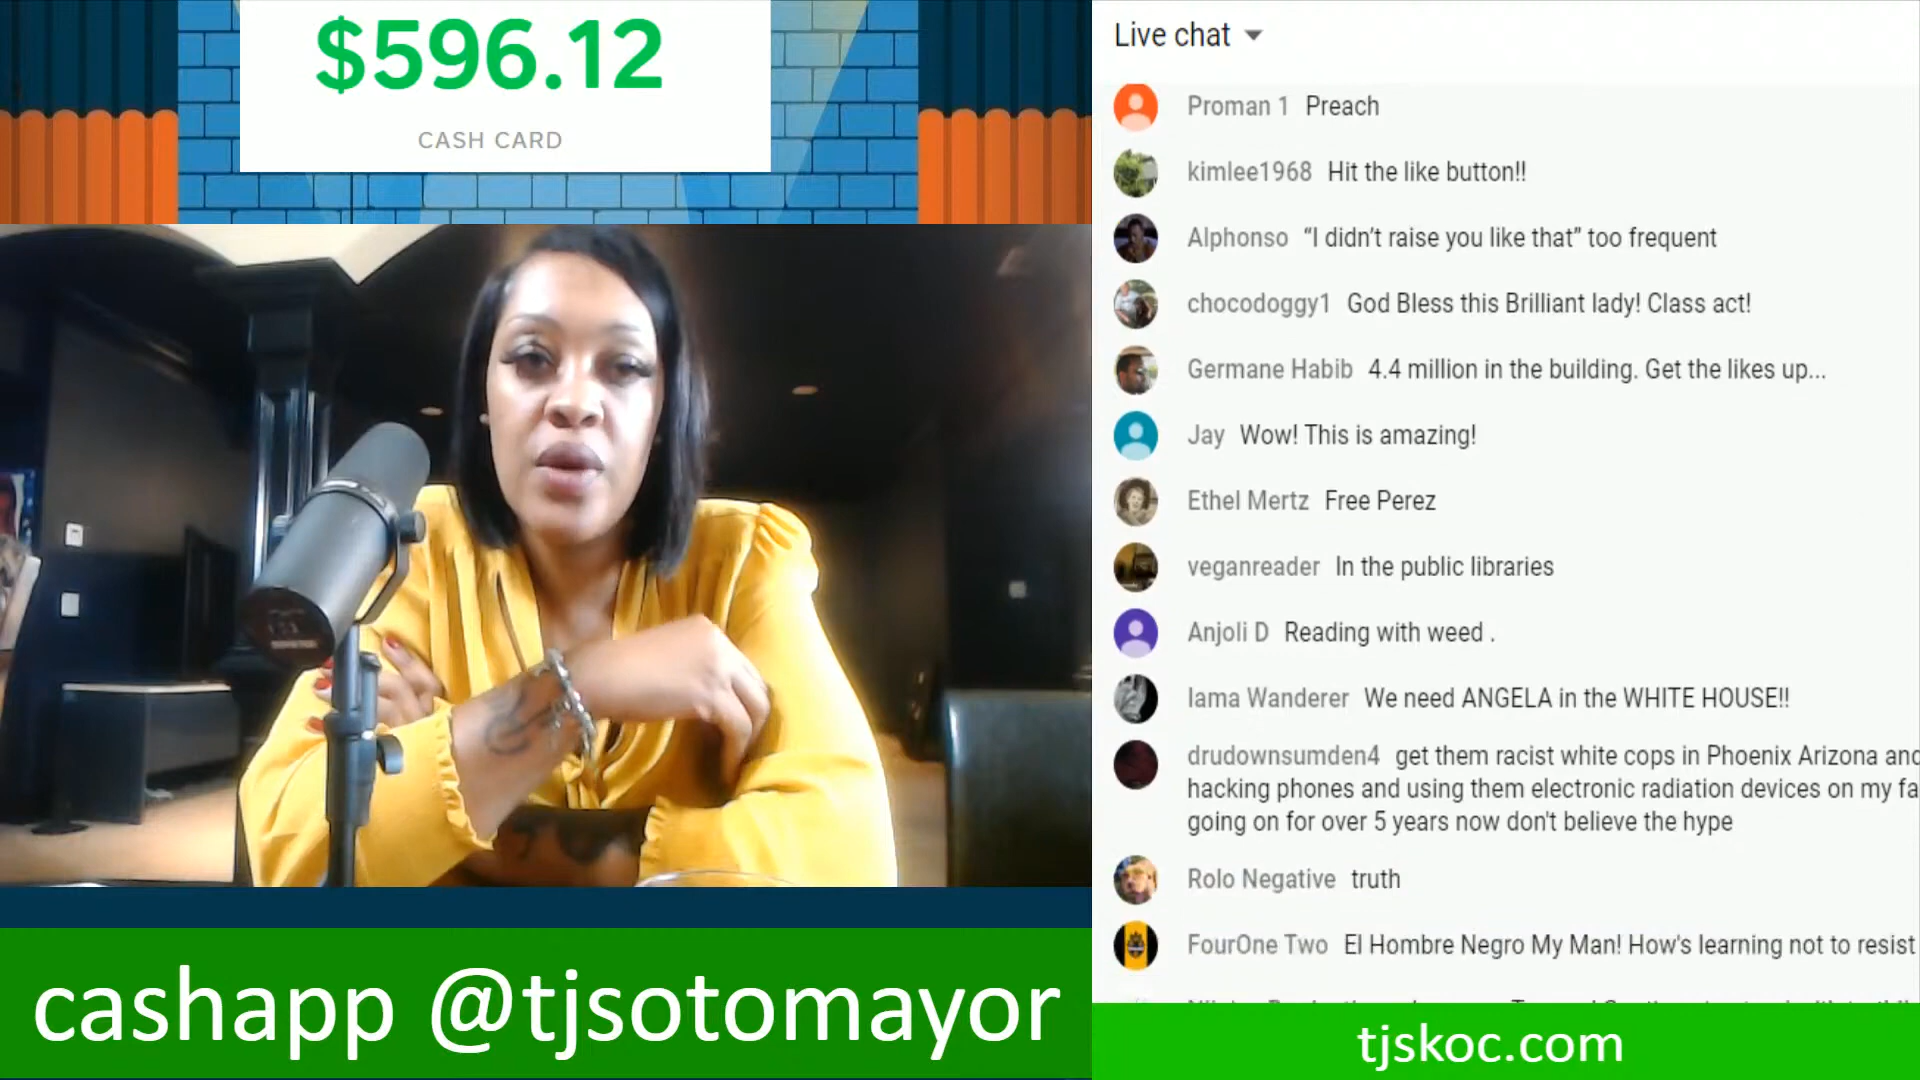 $596.12
CASH CARD
cashapp @tjsotomayor
Live chat
Proman 1 Preach
kimlee1968 Hit the like button!!
Alphonso “I didn’t raise you like that” too frequent
chocodoggy1 God Bless this Brilliant lady! Class act!
Germane Habib 4.4 million in the building. Get the likes up...
Jay Wow! This is amazing!
Ethel Mertz Free Perez
veganreader In the public libraries
Anjoli D Reading with weed .
Iama Wanderer We need ANGELA in the WHITE HOUSE!!
drudownsumden4 get them racist white cops in Phoenix Arizona and
hacking phones and using them electronic radiation devices on my fa
going on for over 5 years now don't believe the hype
Rolo Negative truth
FourOne Two El Hombre Negro My Man! How's learning not to resist
tjskoc.com